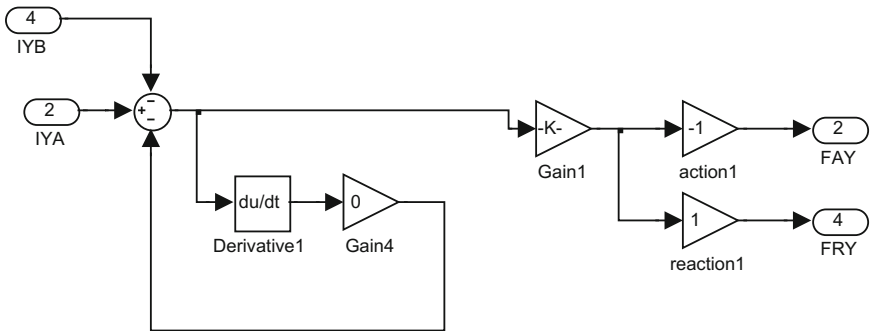 4
IYB
2
IYA
+
−
−
-K-
Gain1
-1
action1
2
FAY
du/dt
Derivative1
0
Gain4
1
reaction1
4
FRY